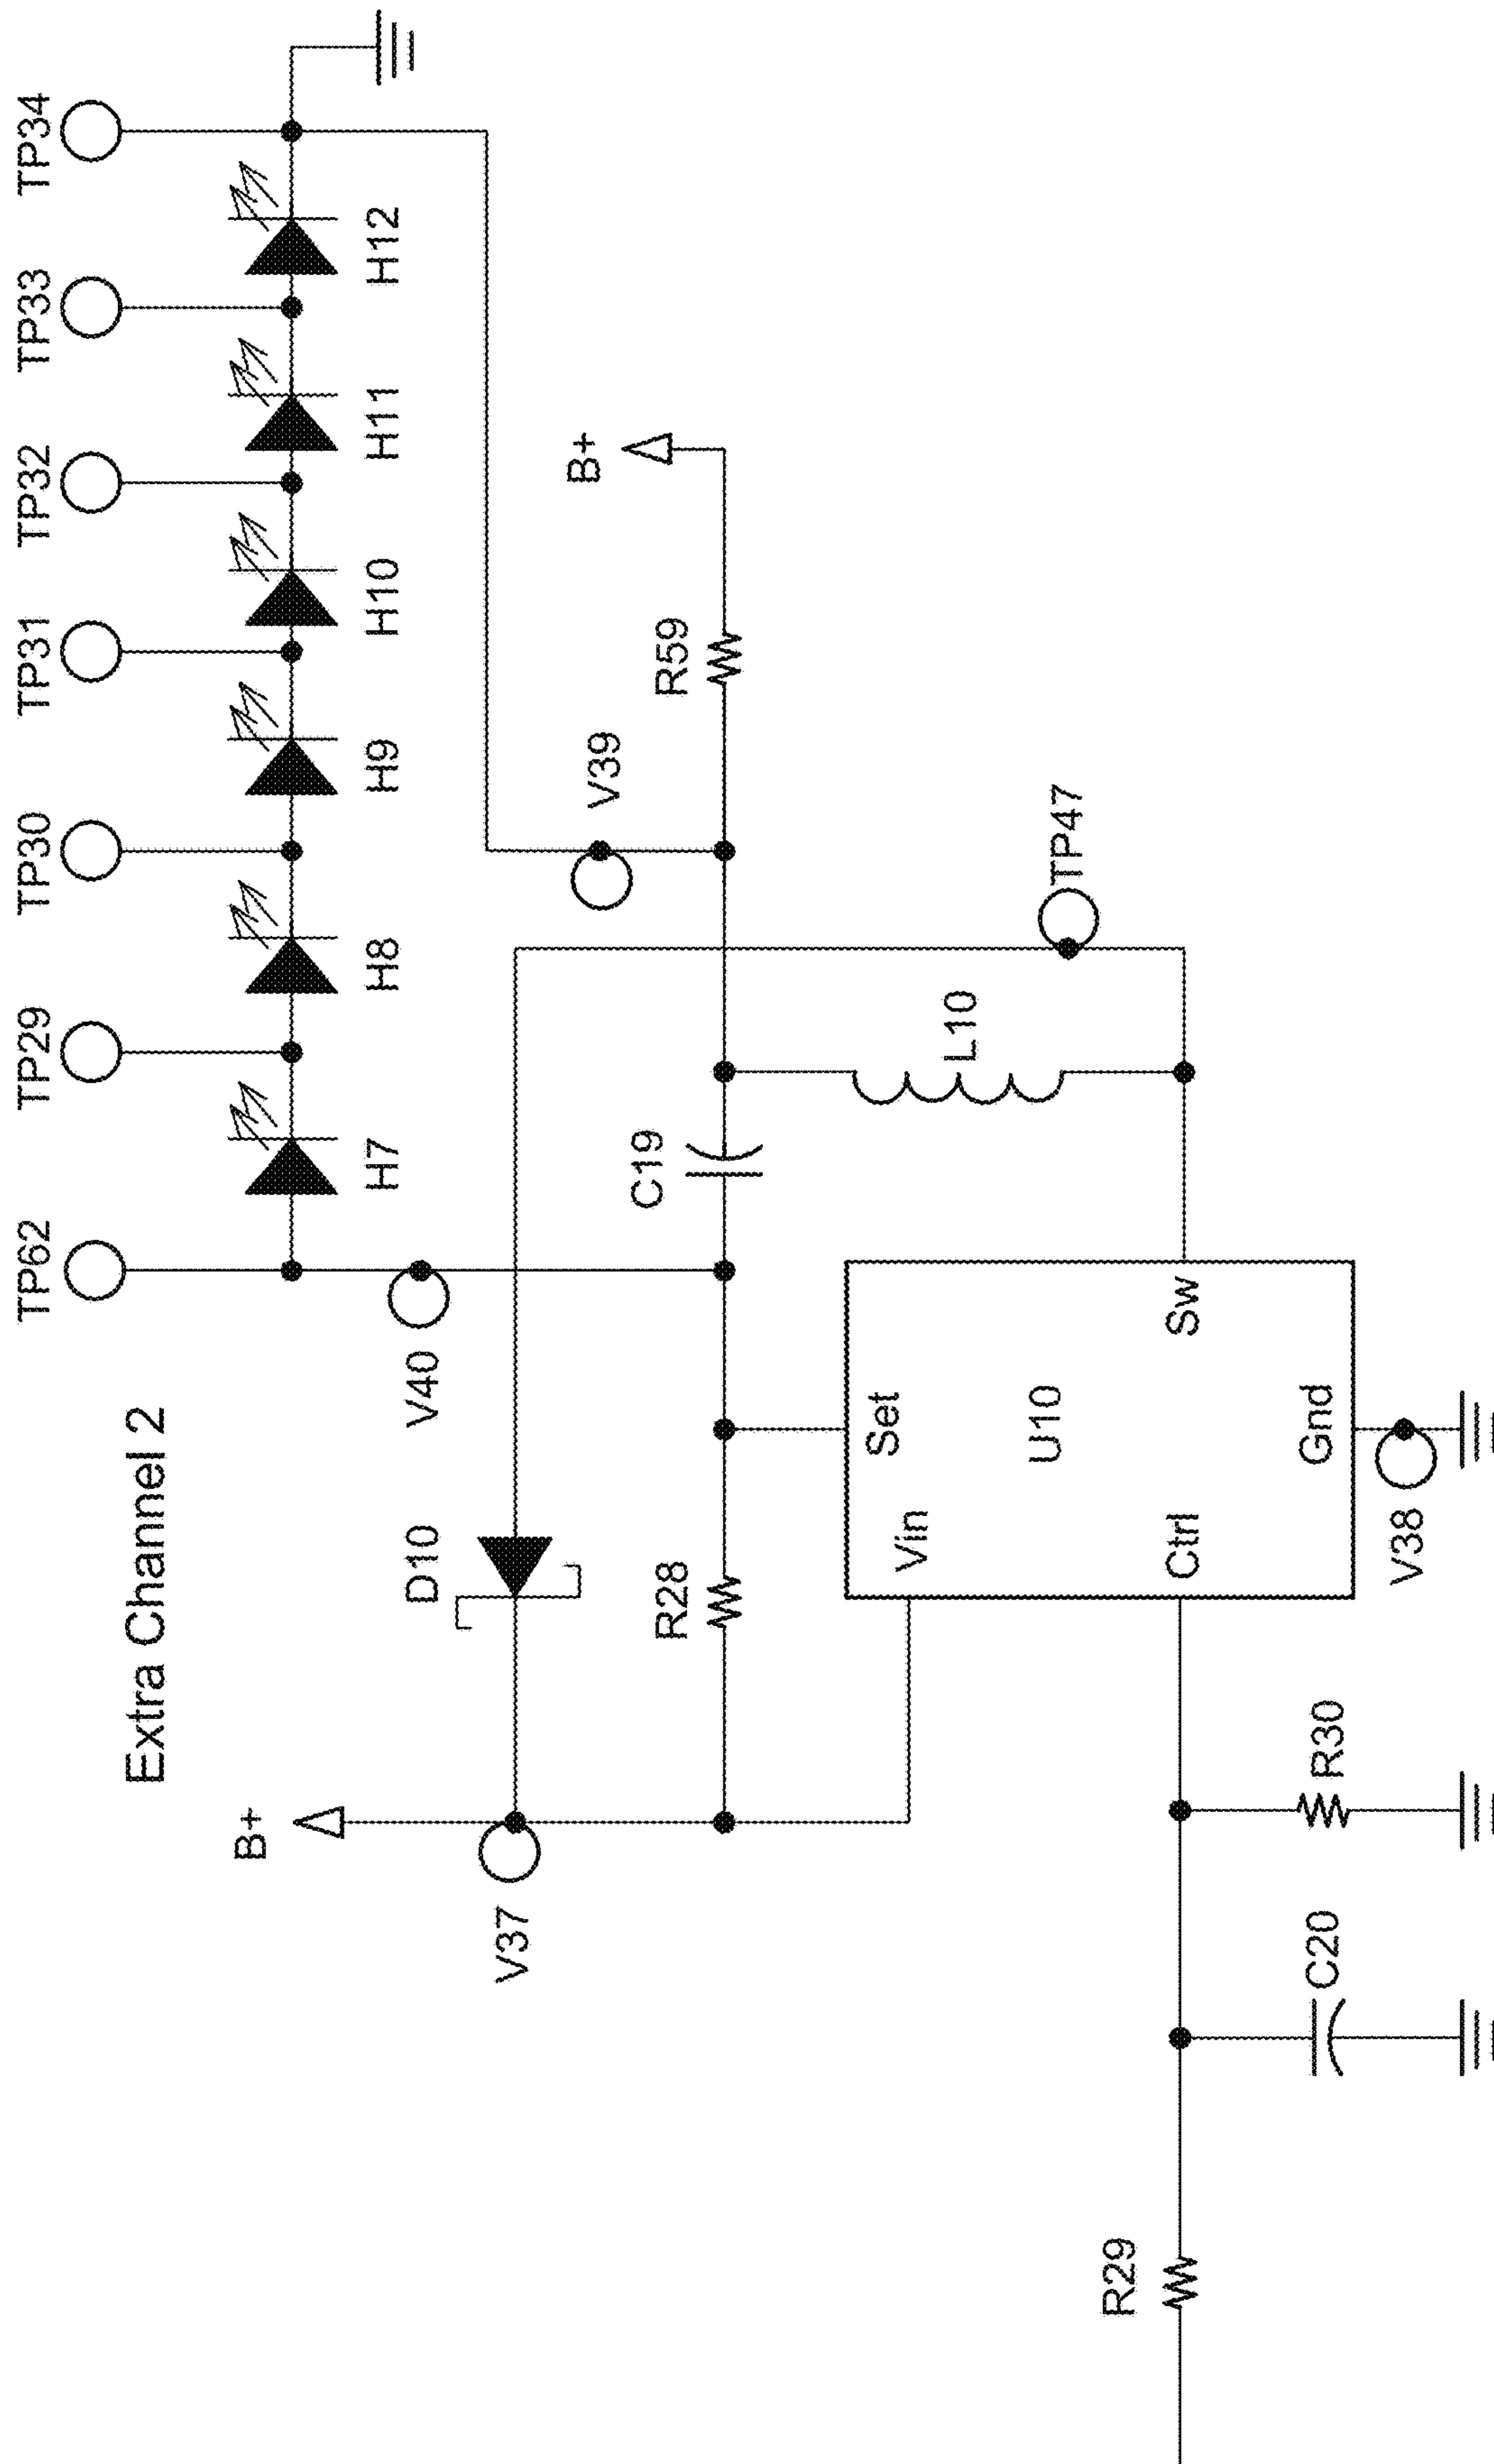 Extra Channel 2
TP62
TP29
TP30
TP31
TP32
TP33
TP34
H7
H8
H9
H10
H11
H12
B+
V37
D10
V40
R28
C19
V39
R59
B+
L10
TP47
Vin
Set
U10
Ctrl
Gnd
Sw
V38
R29
C20
R30